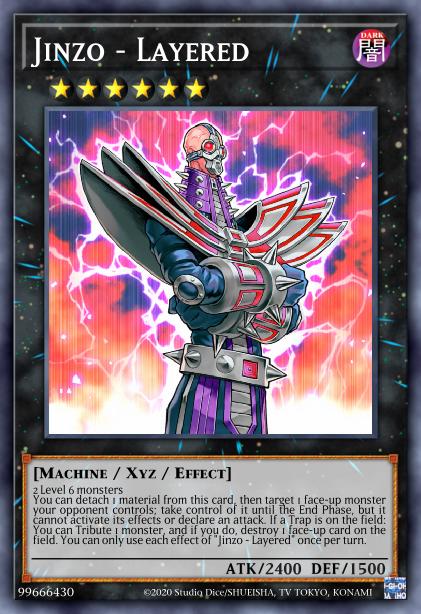 Jinzo - Layered
DARK
闇
[Machine / Xyz / Effect]
2 Level 6 monsters
You can detach 1 material from this card, then target 1 face-up monster
your opponent controls; take control of it until the End Phase, but it
cannot activate its effects or declare an attack. If a Trap is on the field:
You can Tribute 1 monster, and if you do, destroy 1 face-up card on the
field. You can only use each effect of "Jinzo - Layered" once per turn.
ATK/2400 DEF/1500
99666430 ©2020 Studio Dice/SHUEISHA, TV TOKYO, KONAMI